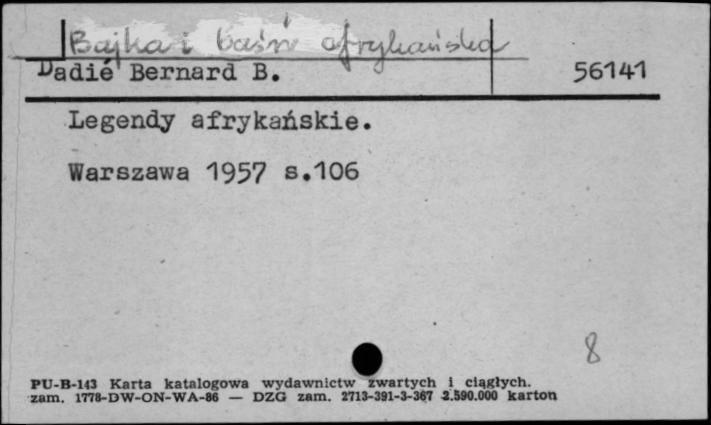 Bajka i baśń afrykańska
Dadié Bernard B. 56141
Legendy afrykańskie.
Warszawa 1957 s.106
8
PU-B-143 Karta katalogowa wydawnictw zwartych i ciągłych.
zam. 1778-DW-ON-WA-86 — DZG zam. 2713-391-3-367 2.590.000 karton